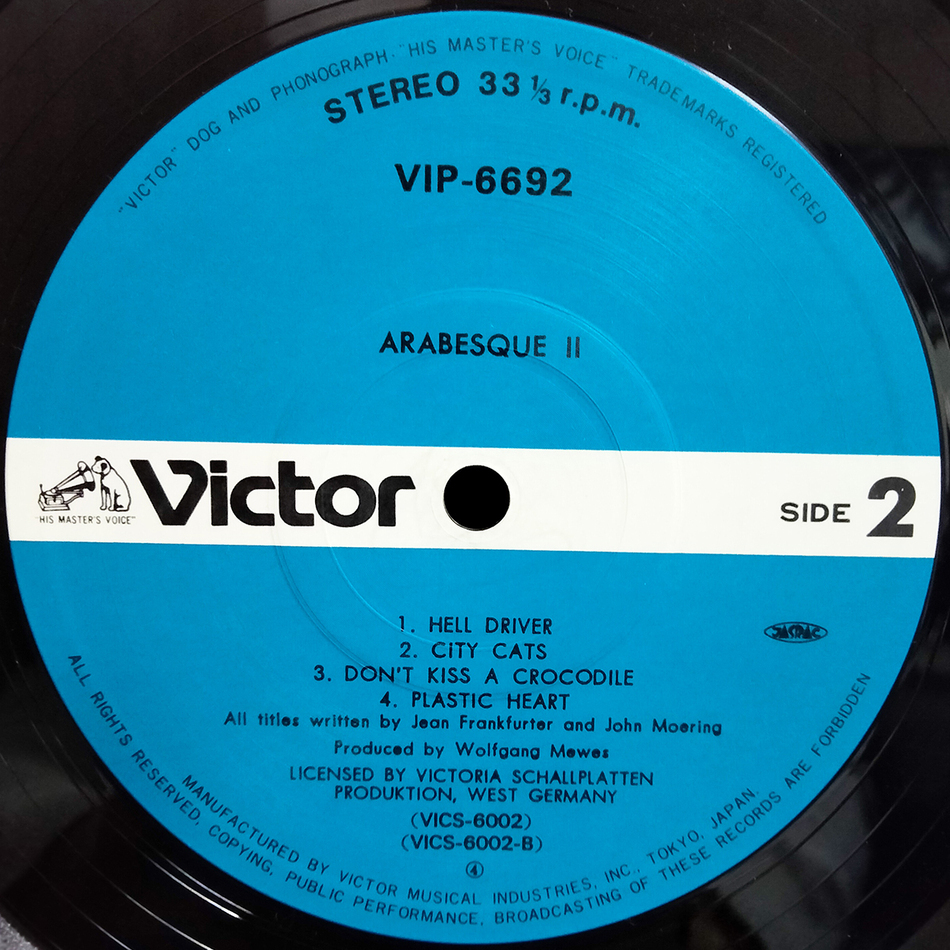 "VICTOR" DOG AND PHONOGRAPH "HIS MASTER'S VOICE" TRADEMARKS REGISTERED
STEREO 33 ⅓ r.p.m.
VIP-6692
ARABESQUE II
"HIS MASTER'S VOICE"
Victor
SIDE 2
1. HELL DRIVER
2. CiTY CATS
3. DON'T KISS A CROCODILE
4. PLASTIC HEART
JASRAC
All titles written by Jean Frankfurter and John Moering
Produced by Wolfgang Mewes
LICENSED BY VICTORIA SCHALLPLATTEN
PRODUKTION, WEST GERMANY
(VICS-6002)
(VICS-6002-B)
④
MANUFACTURED BY VICTOR MUSICAL INDUSTRIES, INC., TOKYO, JAPAN.
ALL RIGHTS RESERVED, COPYING, PUBLIC PERFORMANCE, BROADCASTING OF THESE RECORDS ARE FORBIDDEN